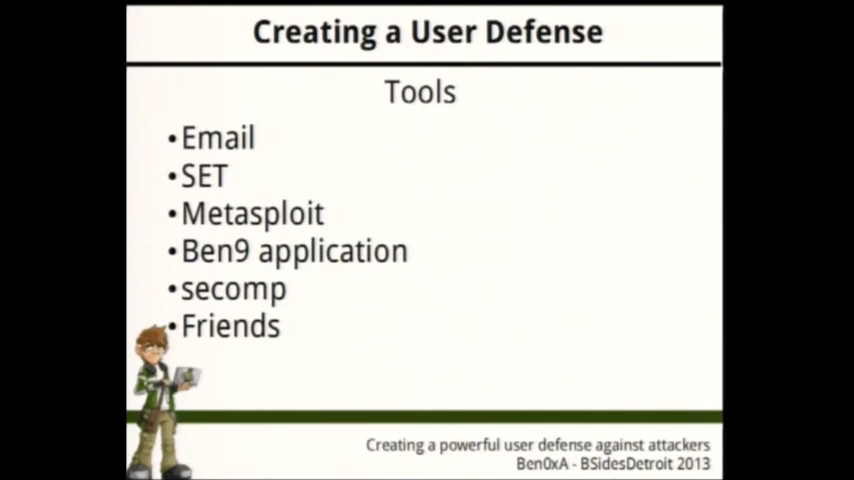 Creating a User Defense
Tools
•Email
•SET
•Metasploit
•Ben9 application
•secomp
•Friends
Creating a powerful user defense against attackers
Ben0xA - BSidesDetroit 2013